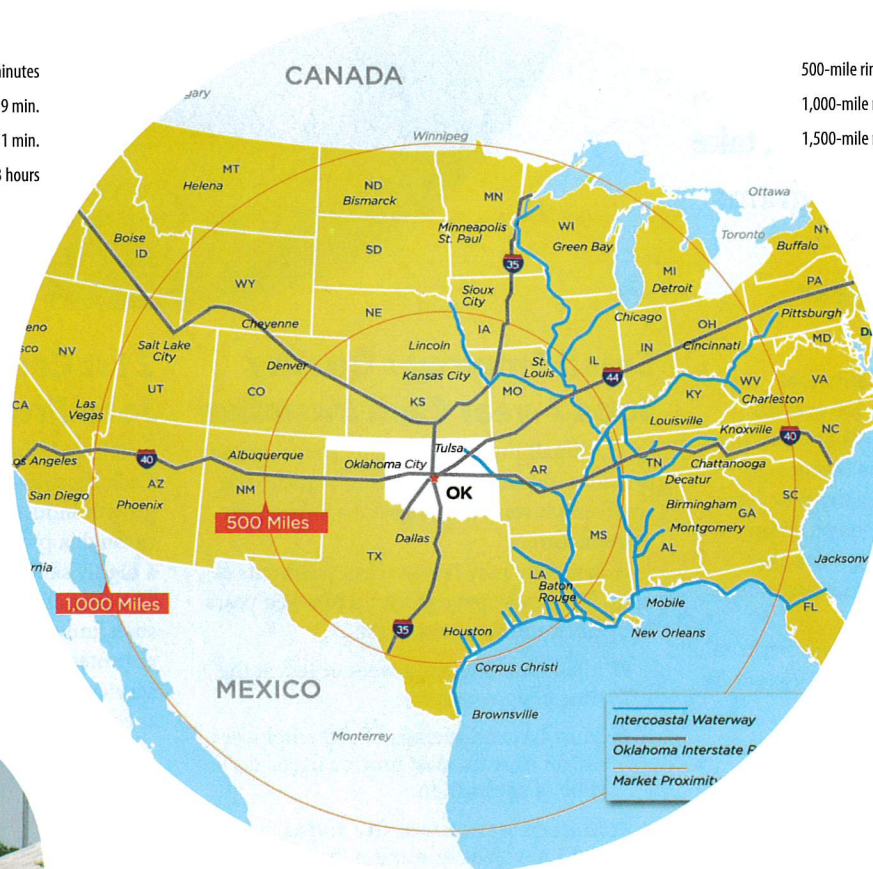 9 min.
1 min.
hours
500-mile
1,000-mile
1,500-mile
CANADA
Winnipeg
Ottawa
Toronto
MT
Helena
ND
Bismarck
MN
Minneapolis
St. Paul
WI
Green Bay
MI
Detroit
NY
Buffalo
Boise
ID
SD
WY
35
Sioux
City
PA
Pittsburgh
NE
IA
Chicago
OH
Cheyenne
Salt Lake
City
NV
Lincoln
St.
Louis
IL
IN
Cincinnati
MD
Denver
Kansas City
MO
44
WV
VA
UT
CO
KS
KY
Charleston
CA
Las
Vegas
Louisville
Knoxville
40
NC
Tulsa
TN
Chattanooga
40
Albuquerque
Oklahoma City
AR
Decatur
Angeles
AZ
NM
OK
Birmingham
SC
San Diego
Phoenix
GA
500 Miles
Montgomery
Dallas
MS
AL
TX
LA
Baton
Rouge
1,000 Miles
Mobile
FL
35
Houston
New Orleans
Corpus Christi
MEXICO
Brownsville
Monterrey
Intercoastal Waterway
Oklahoma Interstate
Market Proximity